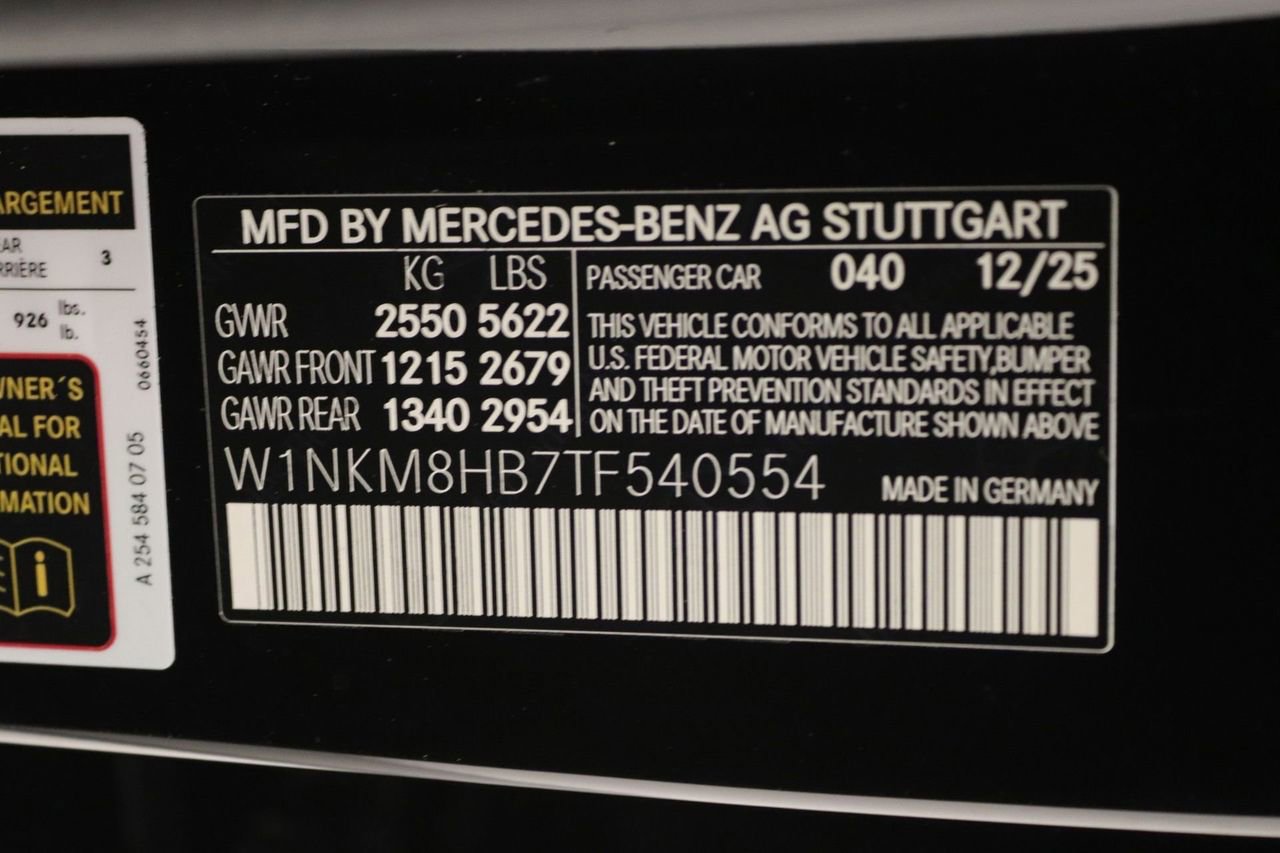 ARGEMENT
AR
RRIÈRE 3
926 lbs.
lb.
WNER´S
AL FOR
TIONAL
MATION
i
0660454
A 254 584 07 05
MFD BY MERCEDES-BENZ AG STUTTGART
KG LBS
GVWR 2550 5622
GAWR FRONT 1215 2679
GAWR REAR 1340 2954
PASSENGER CAR 040 12/25
THIS VEHICLE CONFORMS TO ALL APPLICABLE
U.S. FEDERAL MOTOR VEHICLE SAFETY,BUMPER
AND THEFT PREVENTION STANDARDS IN EFFECT
ON THE DATE OF MANUFACTURE SHOWN ABOVE
W1NKM8HB7TF540554
MADE IN GERMANY